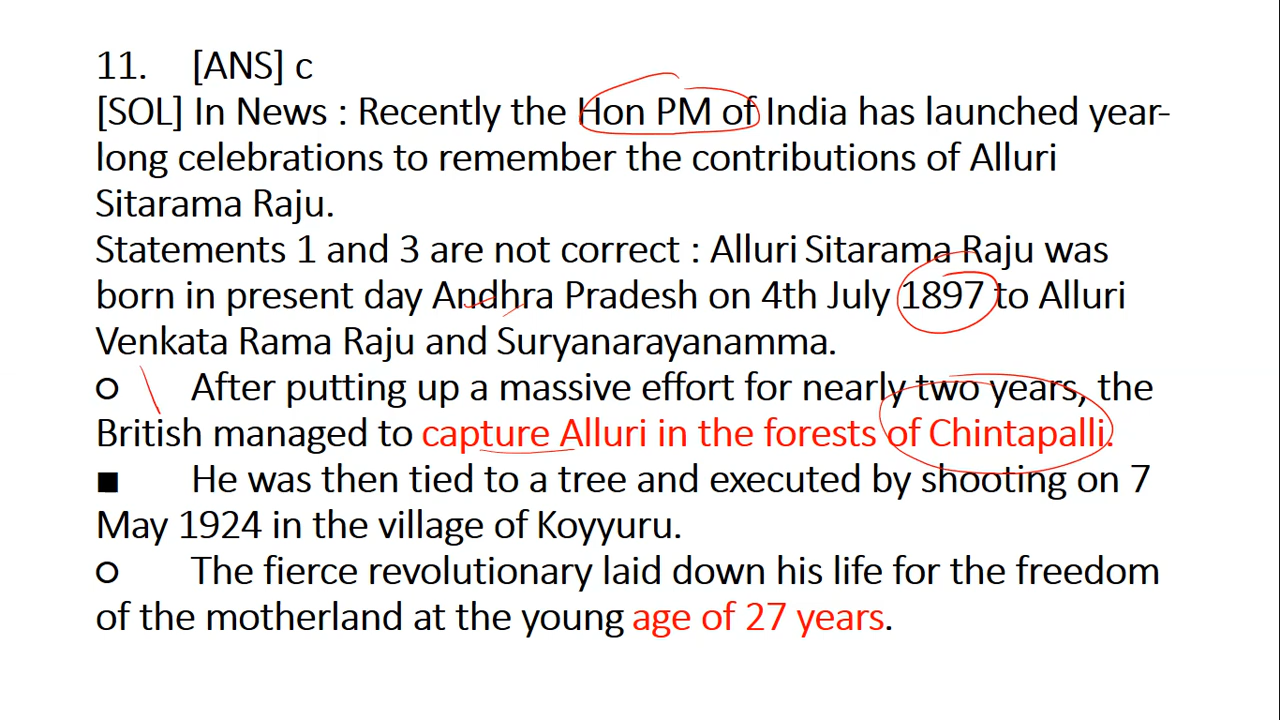 11. [ANS] c
[SOL] In News : Recently the Hon PM of India has launched year-
long celebrations to remember the contributions of Alluri
Sitarama Raju.
Statements 1 and 3 are not correct : Alluri Sitarama Raju was
born in present day Andhra Pradesh on 4th July 1897 to Alluri
Venkata Rama Raju and Suryanarayanamma.
○ After putting up a massive effort for nearly two years, the
British managed to capture Alluri in the forests of Chintapalli.
■ He was then tied to a tree and executed by shooting on 7
May 1924 in the village of Koyyuru.
○ The fierce revolutionary laid down his life for the freedom
of the motherland at the young age of 27 years.